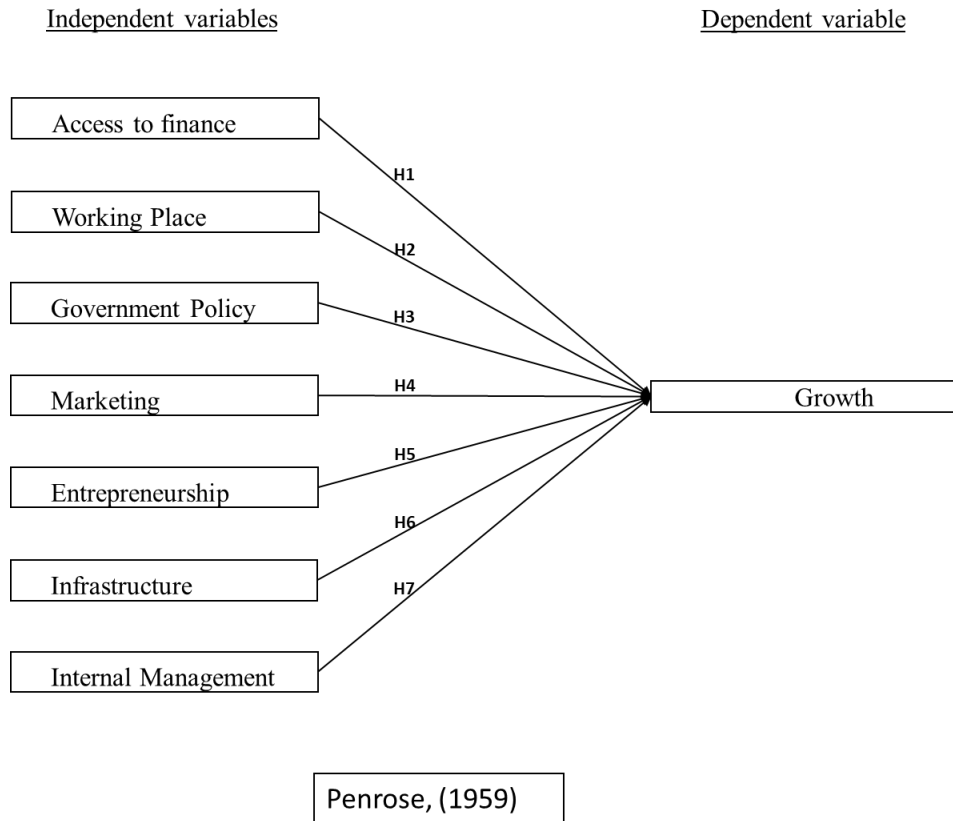 Independent variables
Dependent variable
Access to finance
H1
Working Place
H2
Government Policy
H3
Marketing
H4
Growth
Entrepreneurship
H5
Infrastructure
H6
Internal Management
H7
Penrose, (1959)